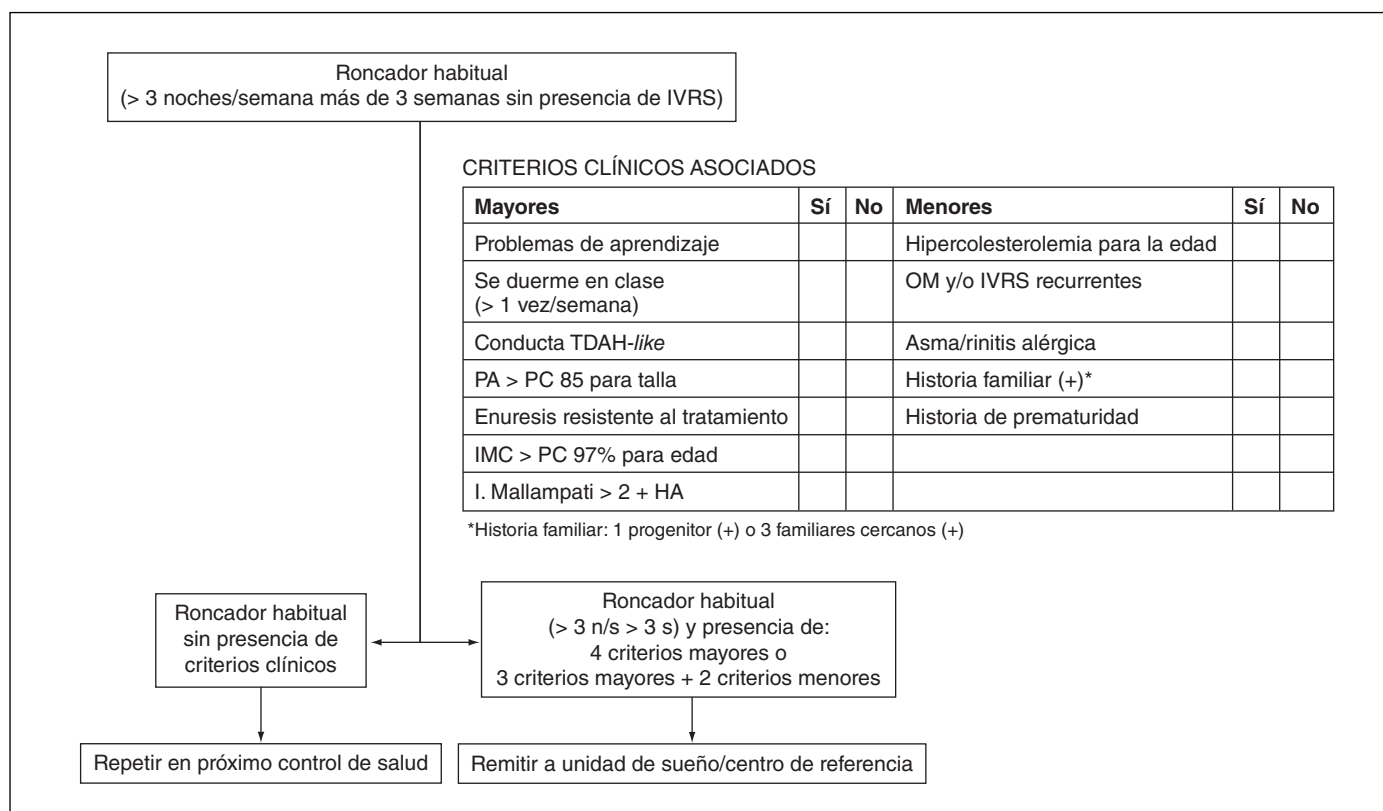 Roncador habitual
(> 3 noches/semana más de 3 semanas sin presencia de IVRS)
CRITERIOS CLÍNICOS ASOCIADOS
Mayores Sí No Menores Sí No
Problemas de aprendizaje Hipercolesterolemia para la edad
Se duerme en clase OM y/o IVRS recurrentes
(> 1 vez/semana)
Conducta TDAH-like Asma/rinitis alérgica
PA > PC 85 para talla Historia familiar (+)*
Enuresis resistente al tratamiento Historia de prematuridad
IMC > PC 97% para edad
I. Mallampati > 2 + HA
*Historia familiar: 1 progenitor (+) o 3 familiares cercanos (+)
Roncador habitual
sin presencia de
criterios clínicos
Roncador habitual
(> 3 n/s > 3 s) y presencia de:
4 criterios mayores o
3 criterios mayores + 2 criterios menores
Repetir en próximo control de salud
Remitir a unidad de sueño/centro de referencia